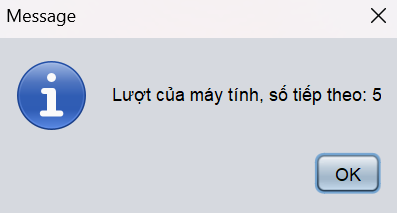 Message
Lượt của máy tính, số tiếp theo: 5
OK